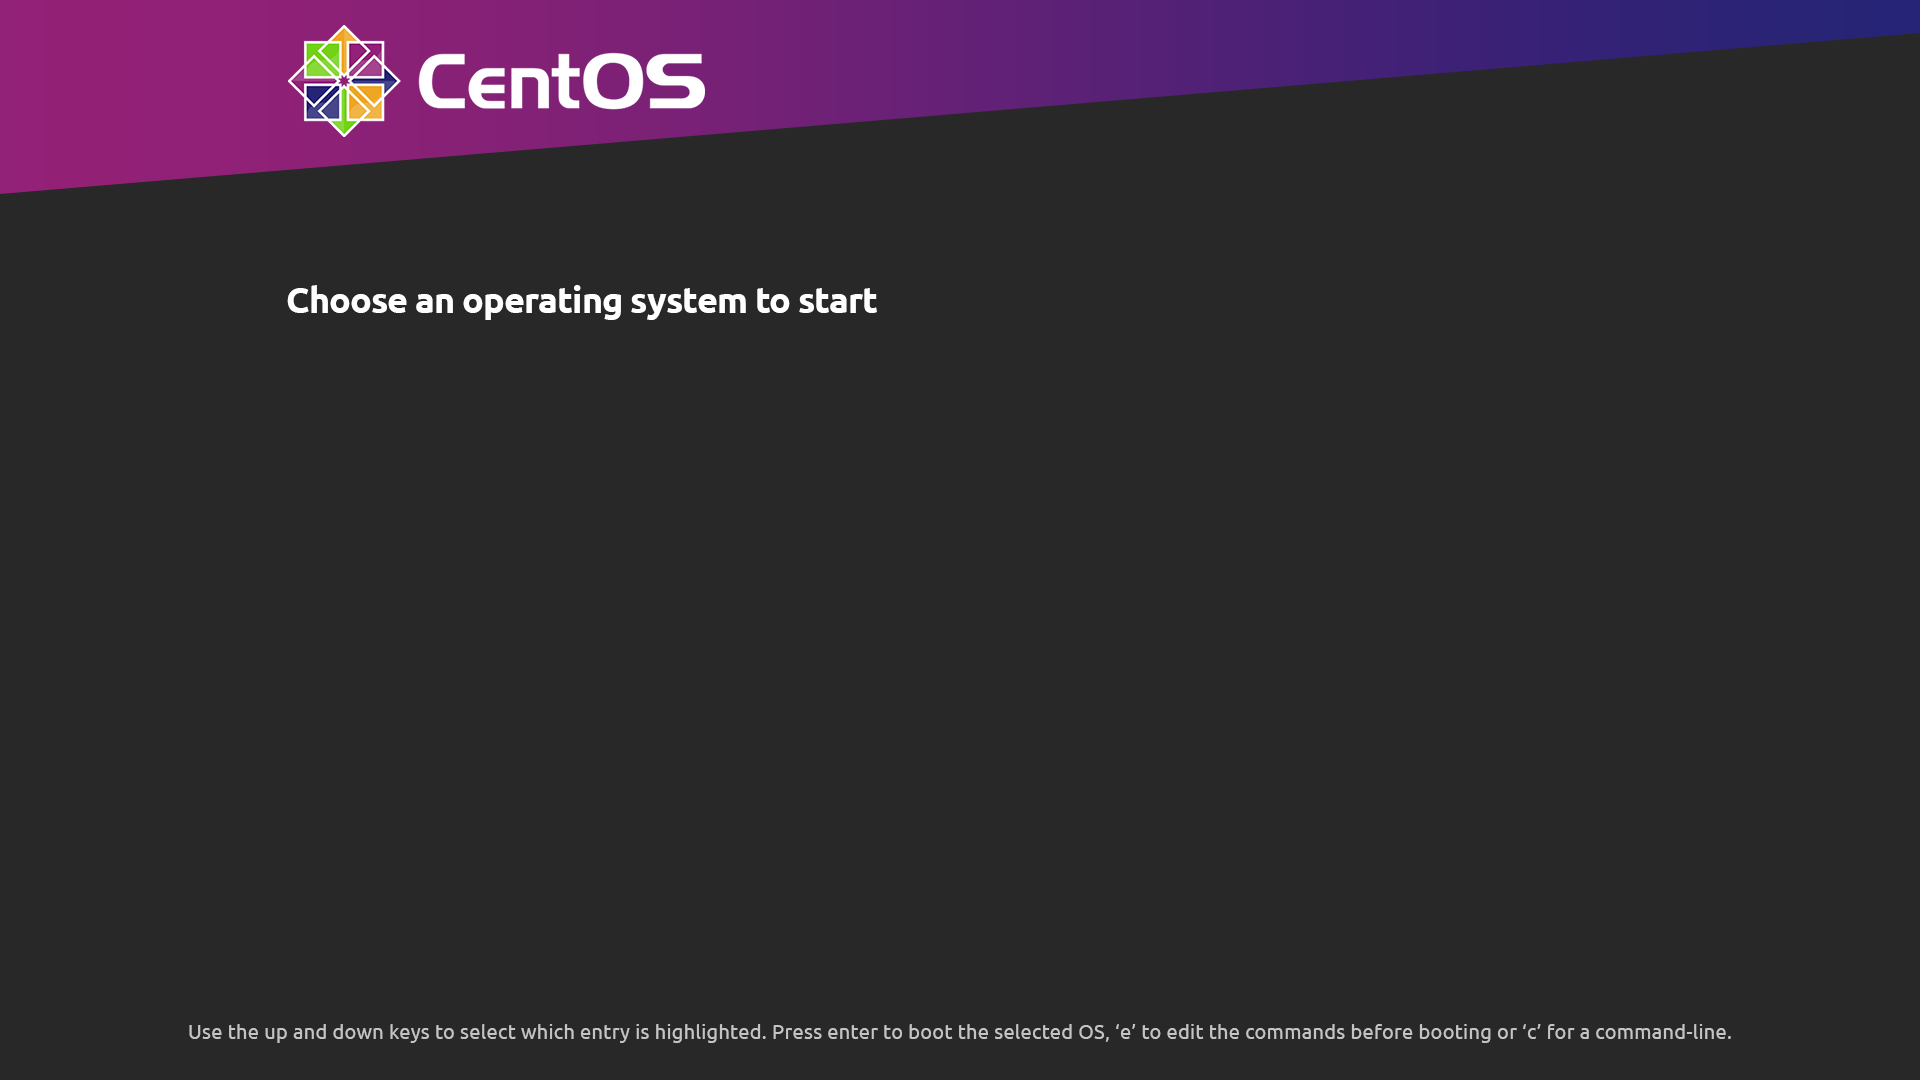 CentOS
Choose an operating system to start
Use the up and down keys to select which entry is highlighted. Press enter to boot the selected OS, ‘e’ to edit the commands before booting or ‘c’ for a command-line.